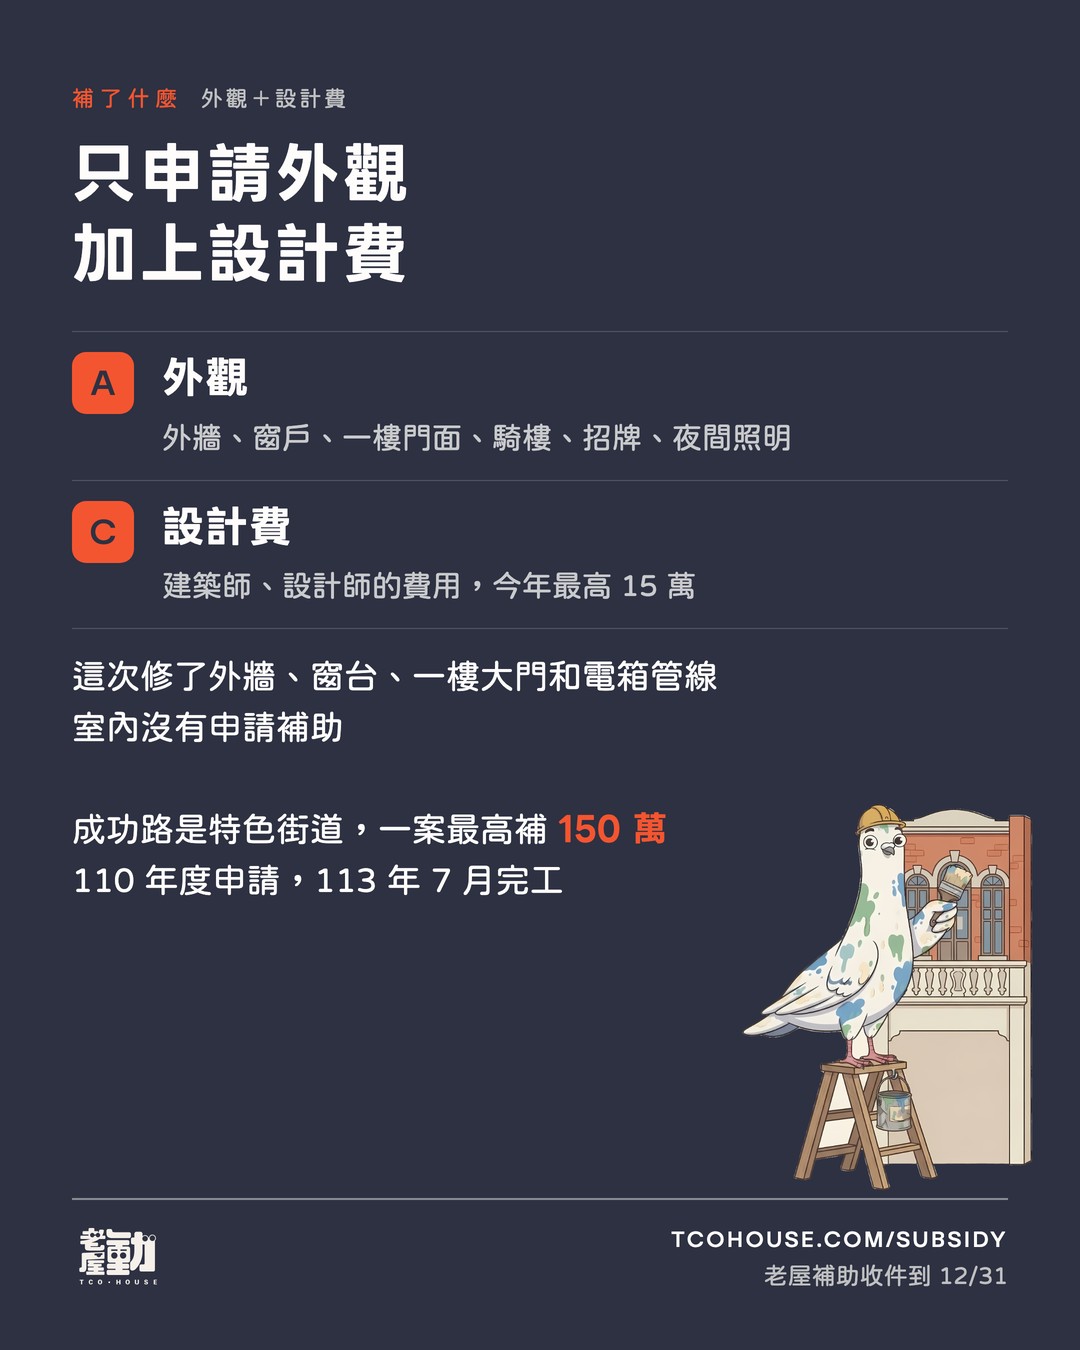 補了什麼 外觀＋設計費
只申請外觀
加上設計費
A 外觀
外牆、窗戶、一樓門面、騎樓、招牌、夜間照明
C 設計費
建築師、設計師的費用，今年最高 15 萬
這次修了外牆、窗台、一樓大門和電箱管線
室內沒有申請補助
成功路是特色街道，一案最高補 150 萬
110 年度申請，113 年 7 月完工
老屋動
TCO·HOUSE
TCOHOUSE.COM/SUBSIDY
老屋補助收件到 12/31